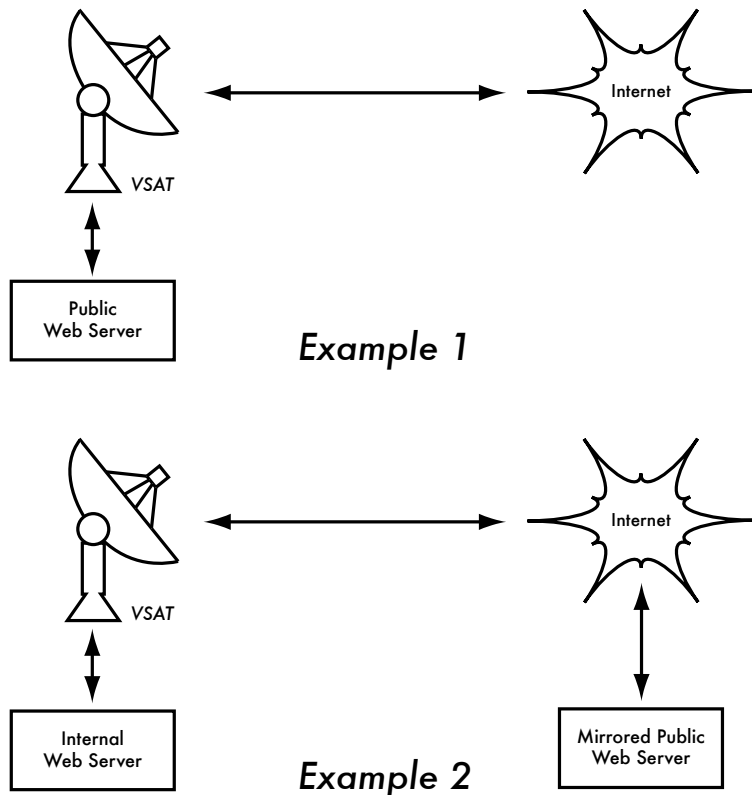 Internet
VSAT
Public
Web Server
Example 1
Internet
VSAT
Internal
Web Server
Mirrored Public
Web Server
Example 2